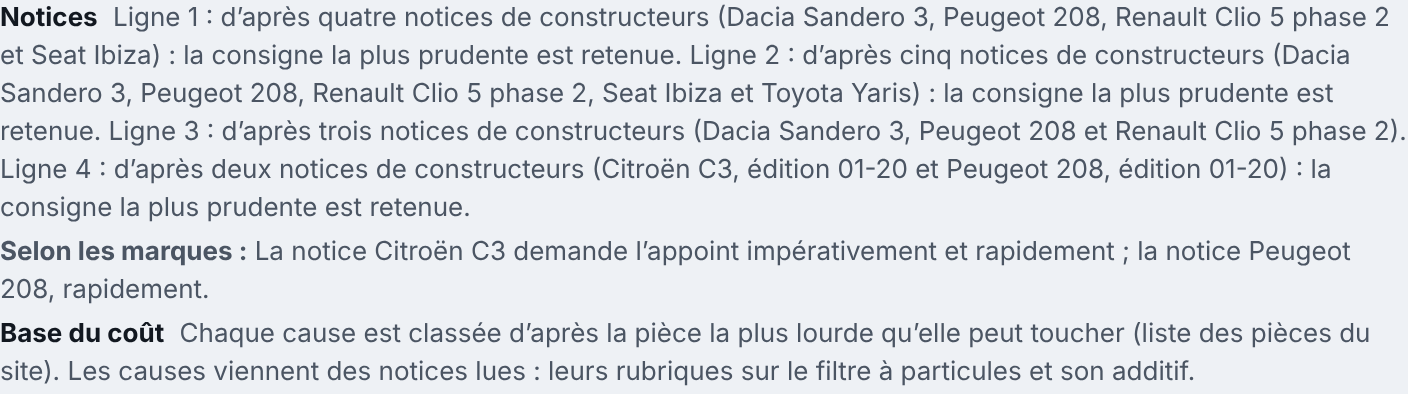 Notices Ligne 1 : d’après quatre notices de constructeurs (Dacia Sandero 3, Peugeot 208, Renault Clio 5 phase 2
et Seat Ibiza) : la consigne la plus prudente est retenue. Ligne 2 : d’après cinq notices de constructeurs (Dacia
Sandero 3, Peugeot 208, Renault Clio 5 phase 2, Seat Ibiza et Toyota Yaris) : la consigne la plus prudente est
retenue. Ligne 3 : d’après trois notices de constructeurs (Dacia Sandero 3, Peugeot 208 et Renault Clio 5 phase 2).
Ligne 4 : d’après deux notices de constructeurs (Citroën C3, édition 01-20 et Peugeot 208, édition 01-20) : la
consigne la plus prudente est retenue.
Selon les marques : La notice Citroën C3 demande l’appoint impérativement et rapidement ; la notice Peugeot
208, rapidement.
Base du coût Chaque cause est classée d’après la pièce la plus lourde qu’elle peut toucher (liste des pièces du
site). Les causes viennent des notices lues : leurs rubriques sur le filtre à particules et son additif.